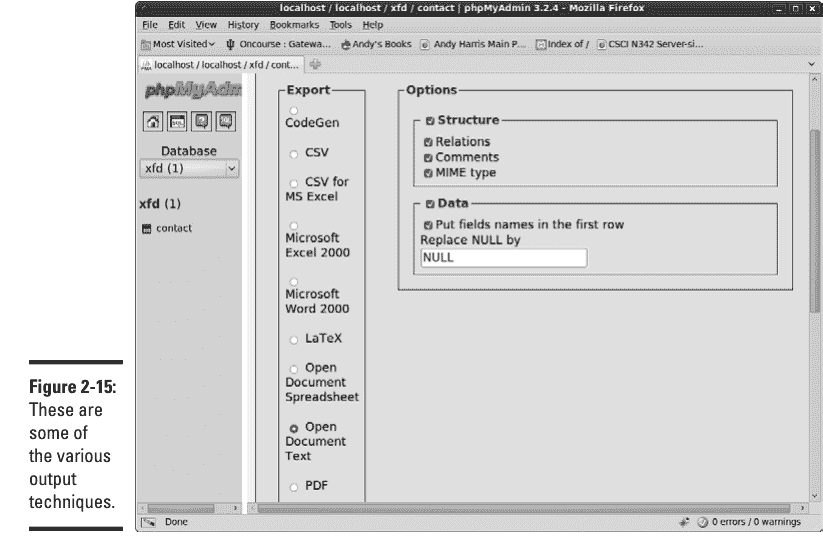 localhost / localhost / xfd / contact | phpMyAdmin 3.2.4 - Mozilla Firefox
File Edit View History Bookmarks Tools Help
Most Visited Oncourse : Gatewa... Andy's Books Andy Harris Main P... Index of / CSCI N342 Server-si...
localhost / localhost / xfd / cont...
phpMyAdm
Database
xfd (1)
xfd (1)
contact
Export
CodeGen
CSV
CSV for
MS Excel
Microsoft
Excel 2000
Microsoft
Word 2000
LaTeX
Open
Document
Spreadsheet
Open
Document
Text
PDF
Options
Structure
Relations
Comments
MIME type
Data
Put fields names in the first row
Replace NULL by
NULL
Done
0 errors / 0 warnings
Figure 2-15:
These are
some of
the various
output
techniques.